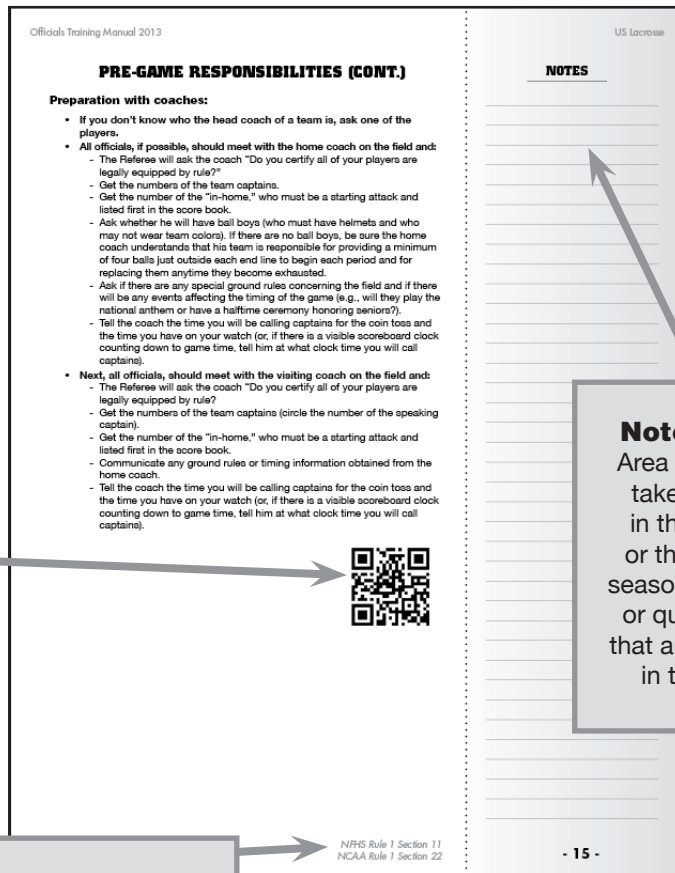 Officials Training Manual 2013
US Lacrosse
PRE-GAME RESPONSIBILITIES (CONT.)
Preparation with coaches:
• If you don't know who the head coach of a team is, ask one of the
players.
• All officials, if possible, should meet with the home coach on the field and:
- The Referee will ask the coach “Do you certify all of your players are
legally equipped by rule?”
- Get the numbers of the team captains.
- Get the number of the “in-home,” who must be a starting attack and
listed first in the score book.
- Ask whether he will have ball boys (who must have helmets and who
may not wear team colors). If there are no ball boys, be sure the home
coach understands that his team is responsible for providing a minimum
of four balls just outside each end line to begin each period and for
replacing them anytime they become exhausted.
- Ask if there are any special ground rules concerning the field and if there
will be any events affecting the timing of the game (e.g., will they play the
national anthem or have a halftime ceremony honoring seniors?).
- Tell the coach the time you will be calling captains for the coin toss and
the time you have on your watch (or, if there is a visible scoreboard clock
counting down to game time, tell him at what clock time you will call
captains).
• Next, all officials, should meet with the visiting coach on the field and:
- The Referee will ask the coach “Do you certify all of your players are
legally equipped by rule?
- Get the numbers of the team captains (circle the number of the speaking
captain).
- Get the number of the “in-home,” who must be a starting attack and
listed first in the score book.
- Communicate any ground rules or timing information obtained from the
home coach.
- Tell the coach the time you will be calling captains for the coin toss and
the time you have on your watch (or, if there is a visible scoreboard clock
counting down to game time, tell him at what clock time you will call
captains).
NFHS Rule 1 Section 11
NCAA Rule 1 Section 22
NOTES
Area
take
in th
or th
seaso
or qu
that a
in t
- 15 -